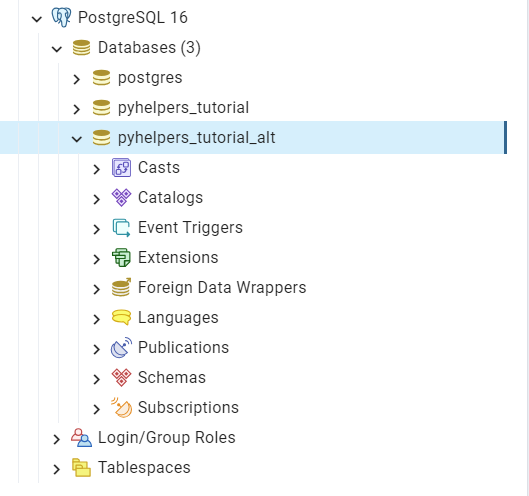 PostgreSQL 16
Databases (3)
postgres
pyhelpers_tutorial
pyhelpers_tutorial_alt
Casts
Catalogs
Event Triggers
Extensions
Foreign Data Wrappers
Languages
Publications
Schemas
Subscriptions
Login/Group Roles
Tablespaces